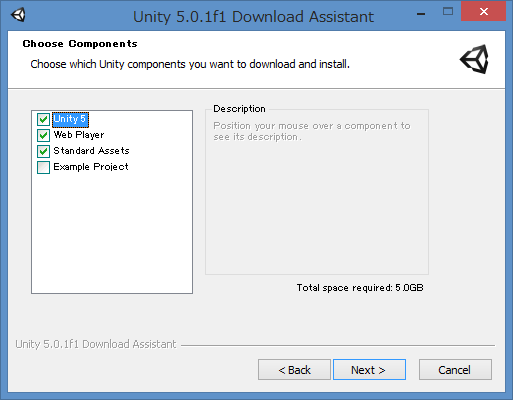 Unity 5.0.1f1 Download Assistant
Choose Components
Choose which Unity components you want to download and install.
Unity 5
Web Player
Standard Assets
Example Project
Description
Position your mouse over a component to
see its description.
Total space required: 5.0GB
Unity 5.0.1f1 Download Assistant
< Back
Next >
Cancel